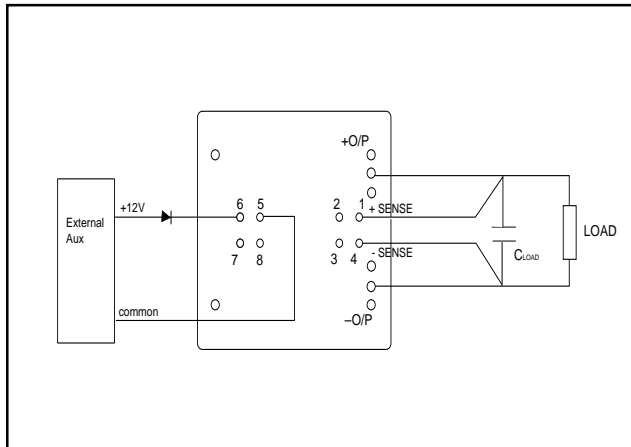 +O/P
+12V
6 5 2 1 + SENSE
External
Aux
LOAD
7 8 3 4 - SENSE
CLOAD
common
–O/P